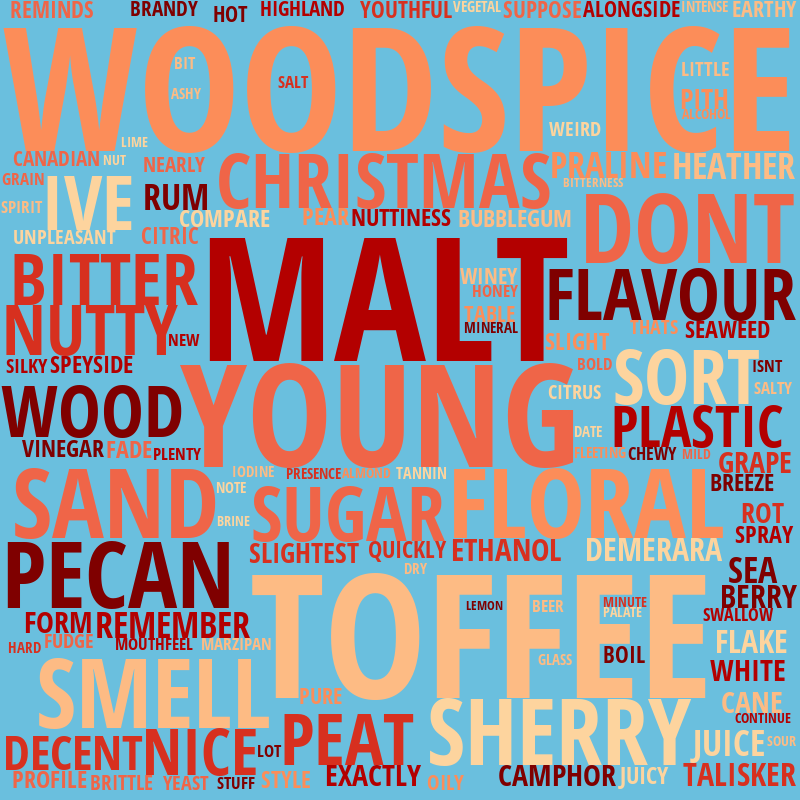 REMINDS BRANDY HOT HIGHLAND YOUTHFUL VEGETAL SUPPOSE ALONGSIDE INTENSE EARTHY
WOODSPICE
BIT
ASHY
SALT
LITTLE
PITH
ALCOHOL
WEIRD
LIME
CANADIAN NUT NEARLY CHRISTMAS PRALINE HEATHER
GRAIN IVE RUM BITTERNESS
SPIRIT COMPARE PEAR NUTTINESS BUBBLEGUM DONT
UNPLEASANT CITRIC
BITTER MALT WINEY FLAVOUR
HONEY
NUTTY TABLE
MINERAL THATS SEAWEED
NEW SLIGHT
SILKY SPEYSIDE BOLD SORT ISNT
WOOD YOUNG CITRUS SALTY
DATE PLASTIC
VINEGAR FADE PLENTY FLEETING CHEWY MILD GRAPE
SAND IODINE PRESENCE ALMOND TANNIN FLORAL BREEZE
NOTE SUGAR
BRINE ROT
SPRAY
SLIGHTEST QUICKLY ETHANOL DEMERARA
PECAN DRY SEA
TOFFEE BERRY
LEMON BEER MINUTE
PALATE SWALLOW
FORM REMEMBER
HARD FUDGE MOUTHFEEL MARZIPAN FLAKE
GLASS BOIL WHITE
SMELL PURE CANE
SHERRY CONTINUE
DECENT NICE LOT PEAT JUICE SOUR
PROFILE BRITTLE YEAST STUFF STYLE EXACTLY OILY CAMPHOR JUICY TALISKER